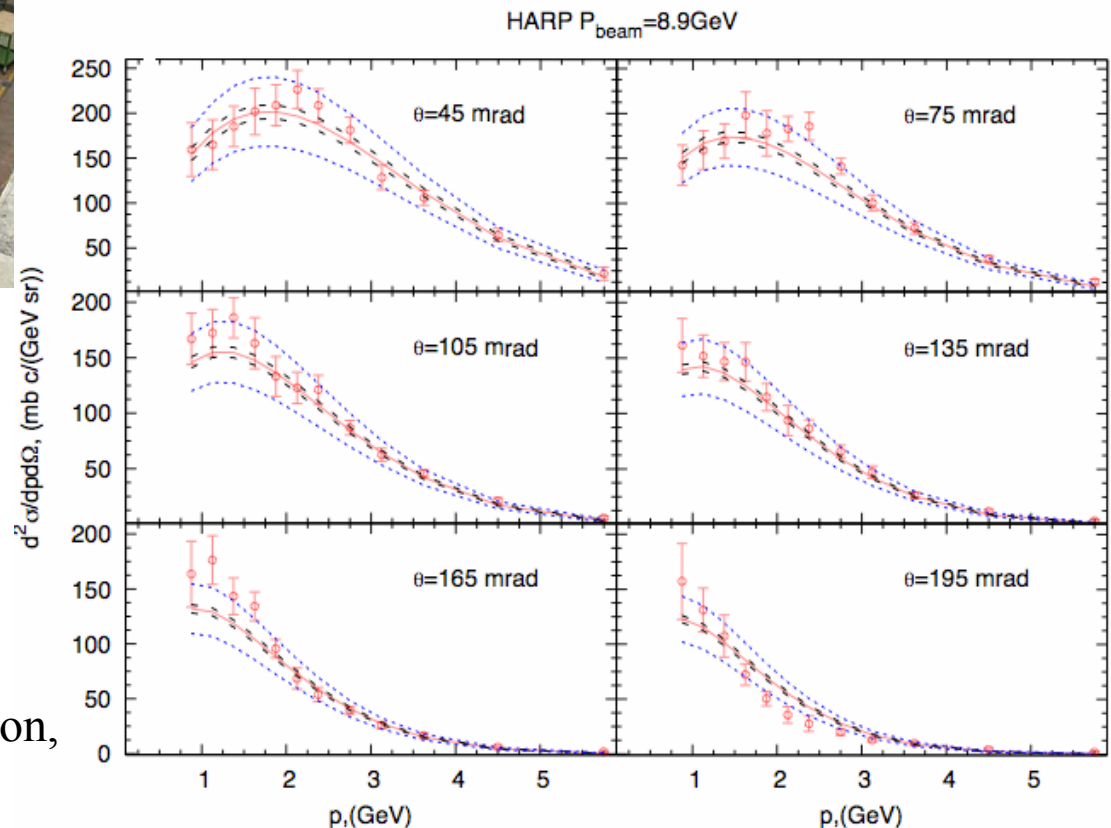 HARP P_beam=8.9GeV
250
200
150
100
50
θ=45 mrad
θ=75 mrad
d² σ/dpdΩ, (mb c/(GeV sr))
200
150
100
50
θ=105 mrad
θ=135 mrad
200
150
100
50
0
θ=165 mrad
θ=195 mrad
1 2 3 4 5
1 2 3 4 5
p,(GeV)
p,(GeV)
on,